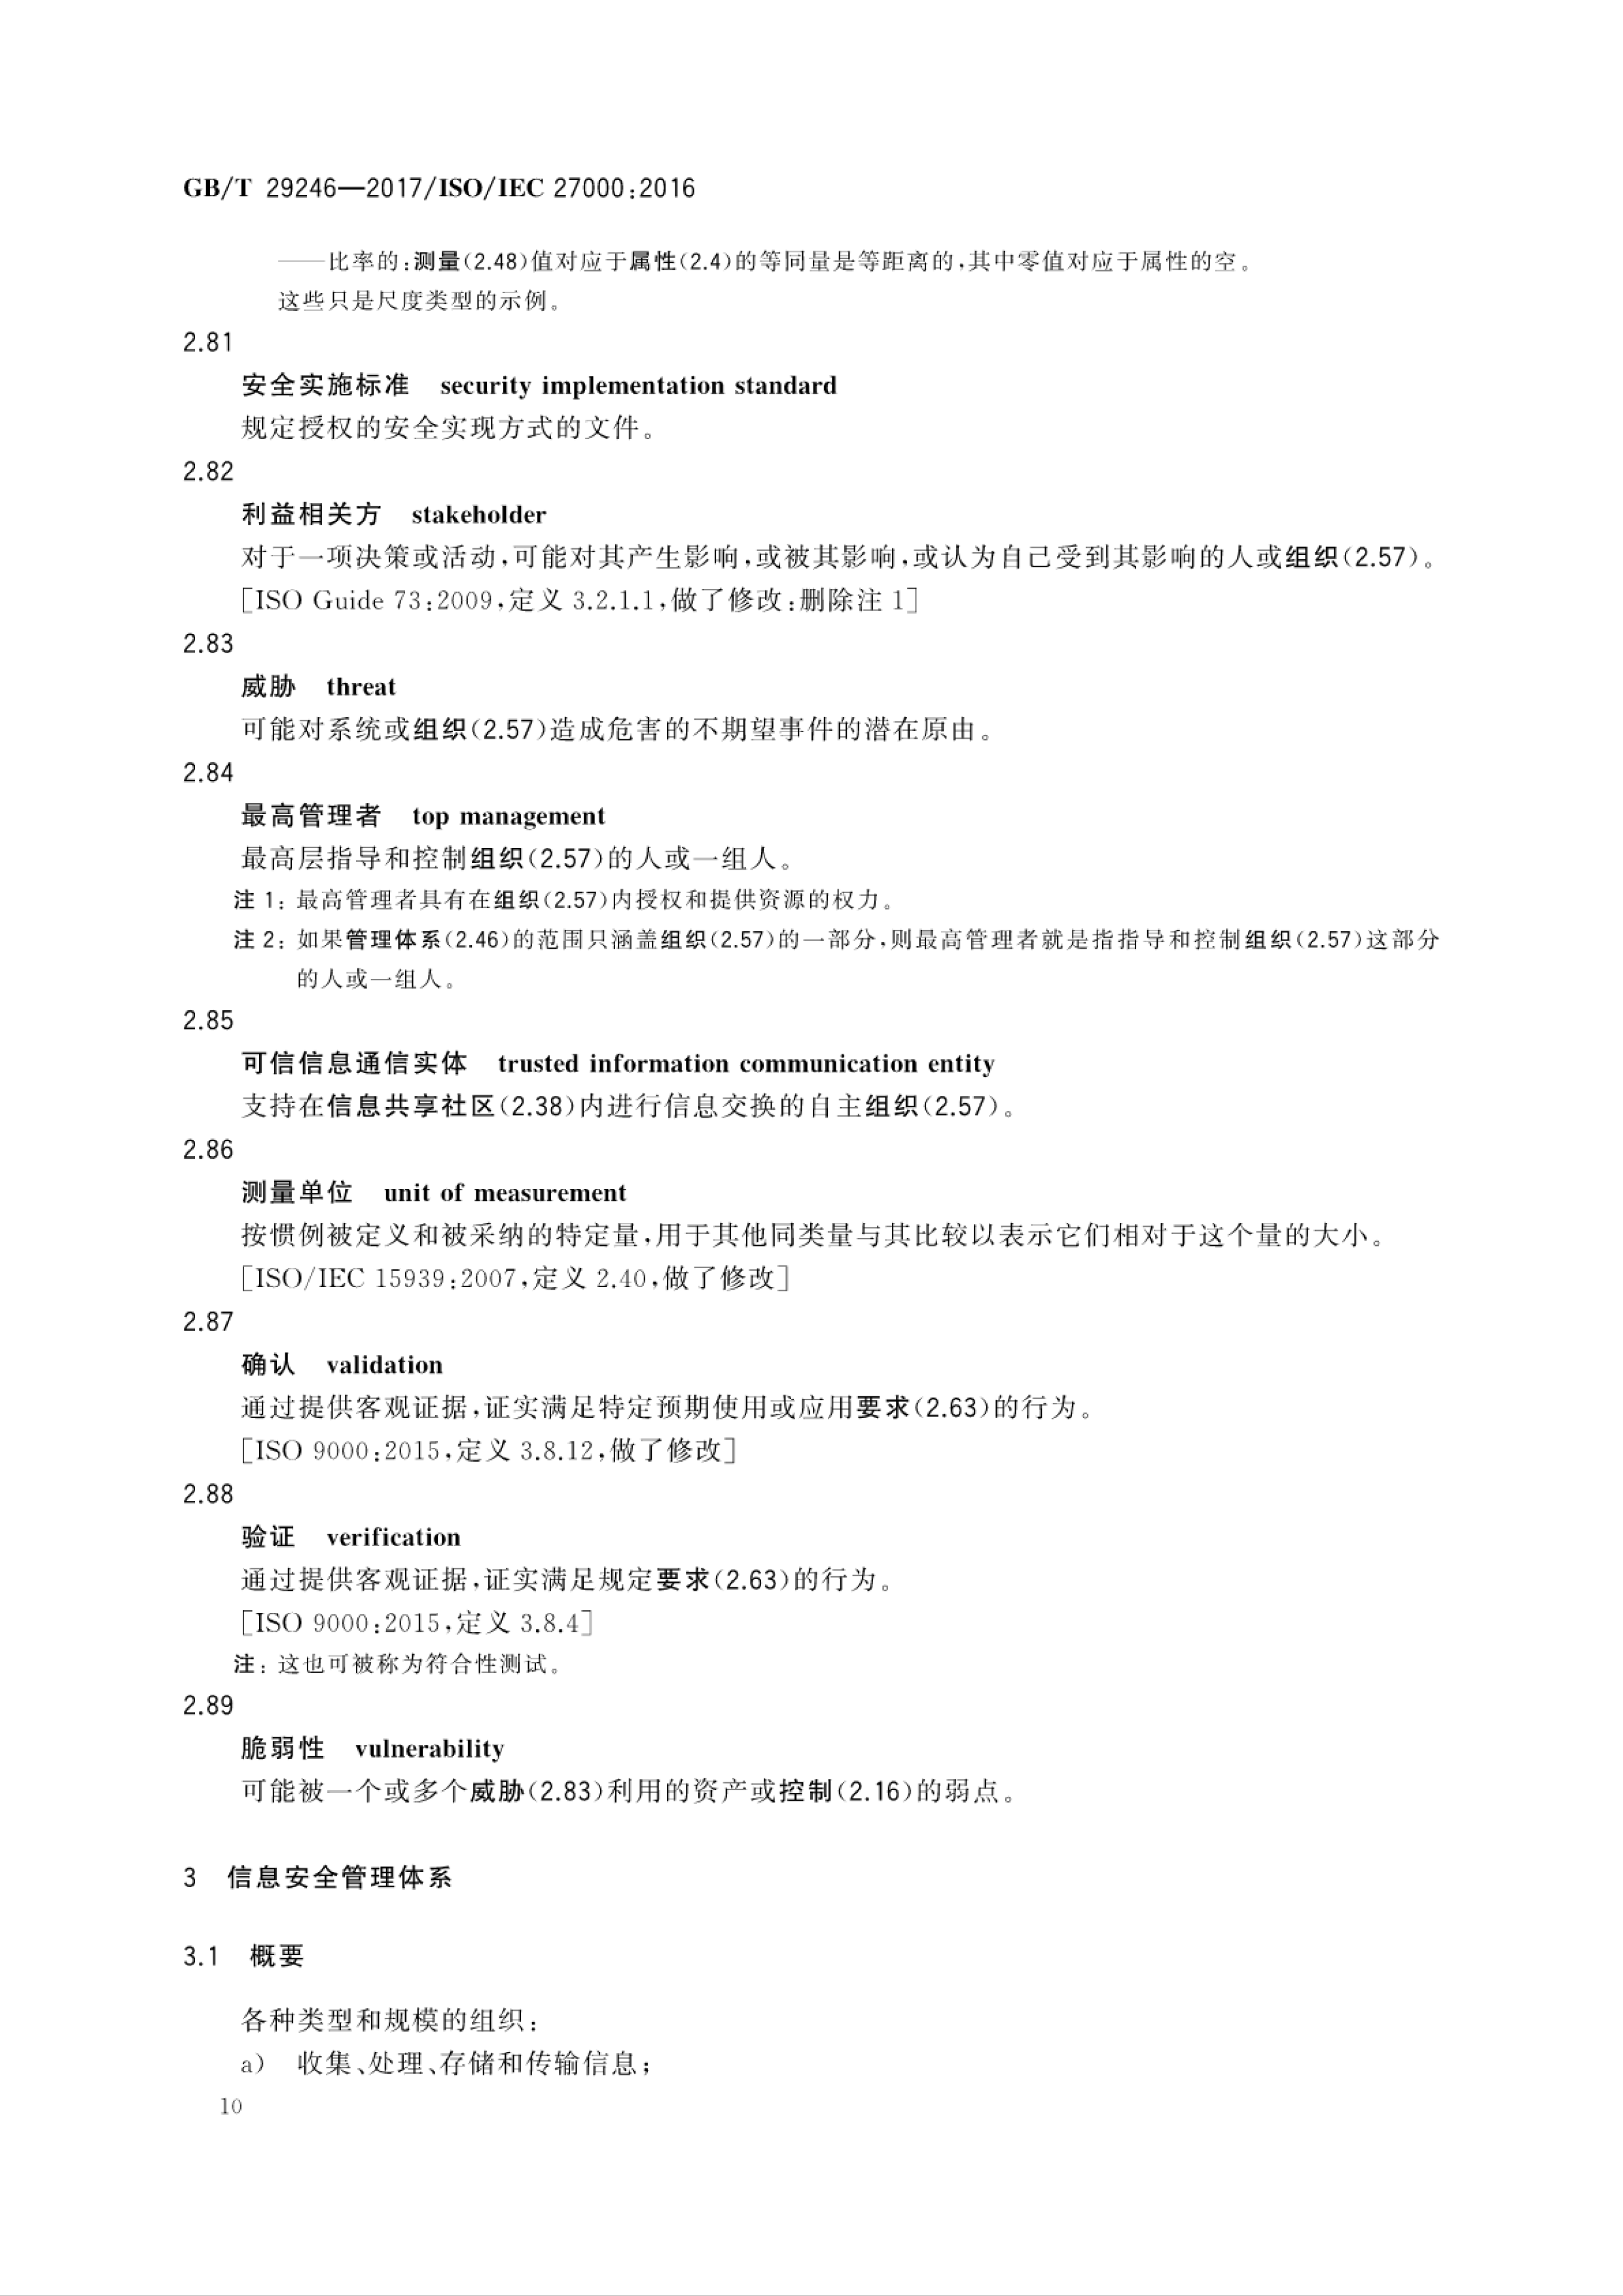 GB/T 29246—2017/ISO/IEC 27000:2016
——比率的:测量(2.48)值对应于属性(2.4)的等同量是等距离的,其中零值对应于属性的空。
这些只是尺度类型的示例。
2.81
安全实施标准 security implementation standard
规定授权的安全实现方式的文件。
2.82
利益相关方 stakeholder
对于一项决策或活动,可能对其产生影响,或被其影响,或认为自己受到其影响的人或组织(2.57)。
[ISO Guide 73:2009,定义 3.2.1.1,做了修改:删除注 1]
2.83
威胁 threat
可能对系统或组织(2.57)造成危害的不期望事件的潜在原由。
2.84
最高管理者 top management
最高层指导和控制组织(2.57)的人或一组人。
注 1: 最高管理者具有在组织(2.57)内授权和提供资源的权力。
注 2: 如果管理体系(2.46)的范围只涵盖组织(2.57)的一部分,则最高管理者就是指指导和控制组织(2.57)这部分
的人或一组人。
2.85
可信信息通信实体 trusted information communication entity
支持在信息共享社区(2.38)内进行信息交换的自主组织(2.57)。
2.86
测量单位 unit of measurement
按惯例被定义和被采纳的特定量,用于其他同类量与其比较以表示它们相对于这个量的大小。
[ISO/IEC 15939:2007,定义 2.40,做了修改]
2.87
确认 validation
通过提供客观证据,证实满足特定预期使用或应用要求(2.63)的行为。
[ISO 9000:2015,定义 3.8.12,做了修改]
2.88
验证 verification
通过提供客观证据,证实满足规定要求(2.63)的行为。
[ISO 9000:2015,定义 3.8.4]
注: 这也可被称为符合性测试。
2.89
脆弱性 vulnerability
可能被一个或多个威胁(2.83)利用的资产或控制(2.16)的弱点。
3 信息安全管理体系
3.1 概要
各种类型和规模的组织:
a) 收集、处理、存储和传输信息;
10